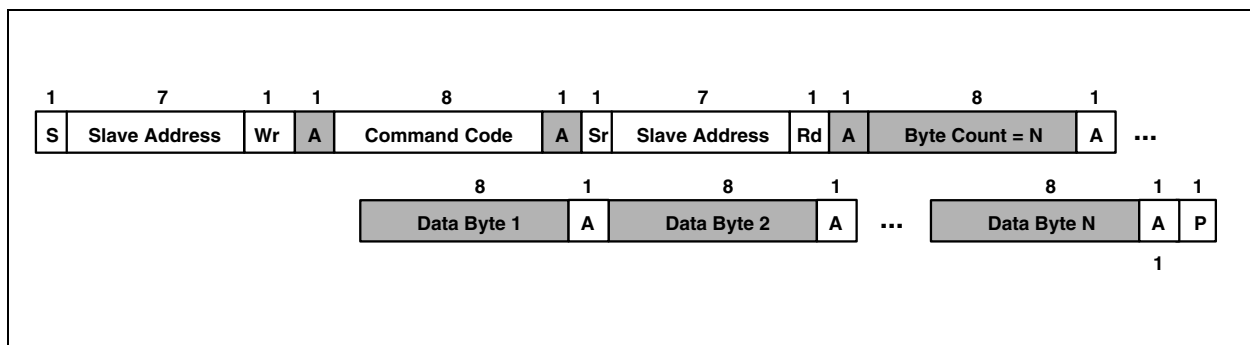 1 7 1 1 8 1 1 7 1 1 8 1
S Slave Address Wr A Command Code A Sr Slave Address Rd A Byte Count = N A ...
8 1 8 1 8 1 1
Data Byte 1 A Data Byte 2 A ... Data Byte N A P
1